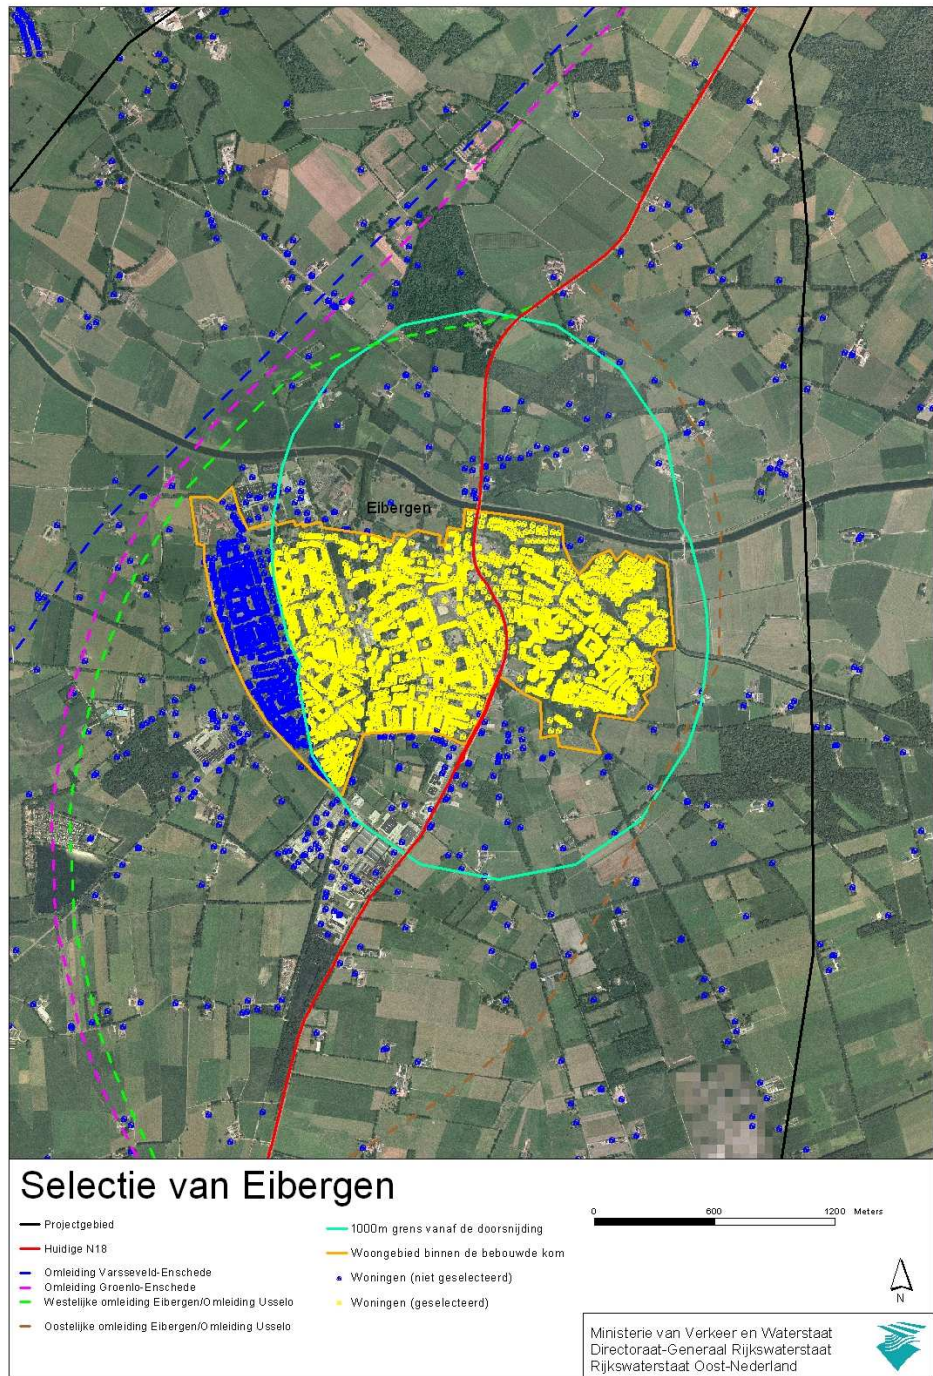 Eibergen
Selectie van Eibergen
Projectgebied
Huidige N18
Omleiding Varsseveld-Enschede
Omleiding Groenlo-Enschede
Westelijke omleiding Eibergen/Omleiding Usselo
Oostelijke omleiding Eibergen/Omleiding Usselo
1000m grens vanaf de doorsnijding
Woongebied binnen de bebouwde kom
Woningen (niet geselecteerd)
Woningen (geselecteerd)
0 600 1200 Meters
N
Ministerie van Verkeer en Waterstaat
Directoraat-Generaal Rijkswaterstaat
Rijkswaterstaat Oost-Nederland